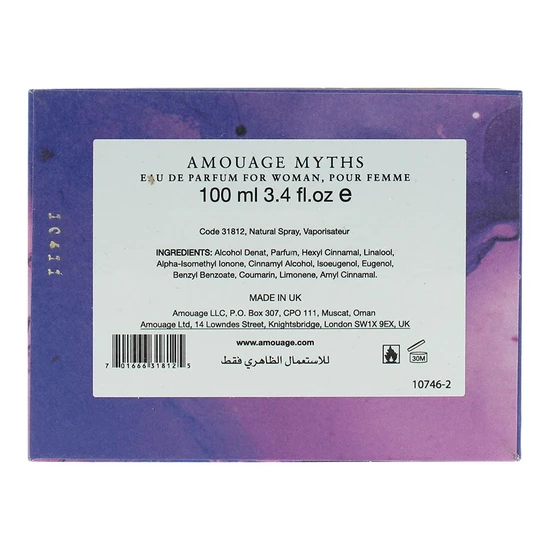 AMOUAGE MYTHS
EAU DE PARFUM FOR WOMAN, POUR FEMME
100 ml 3.4 fl.oz e
Code 31812, Natural Spray, Vaporisateur
INGREDIENTS: Alcohol Denat, Parfum, Hexyl Cinnamal, Linalool,
Alpha-Isomethyl Ionone, Cinnamyl Alcohol, Isoeugenol, Eugenol,
Benzyl Benzoate, Coumarin, Limonene, Amyl Cinnamal.
MADE IN UK
Amouage LLC, P.O. Box 307, CPO 111, Muscat, Oman
Amouage Ltd, 14 Lowndes Street, Knightsbridge, London SW1X 9EX, UK
www.amouage.com
للاستعمال الظاهري فقط
7 01666 31812 5
30M
10746-2